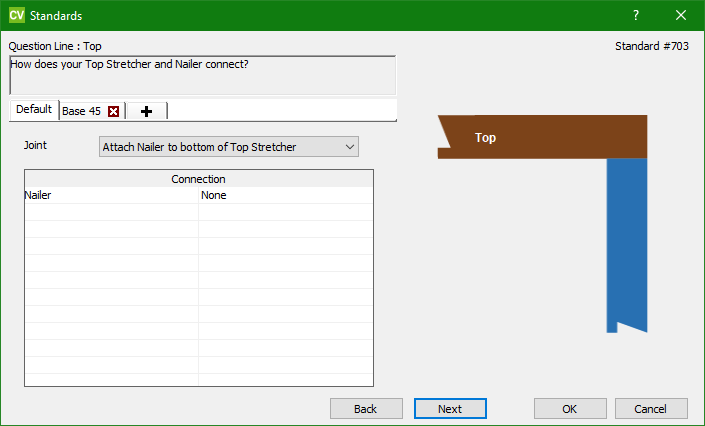 CV Standards ?
Question Line : Top
Standard #703
How does your Top Stretcher and Nailer connect?
Default
Base 45
Joint
Attach Nailer to bottom of Top Stretcher
Connection
Nailer None
Top
Back Next OK Cancel